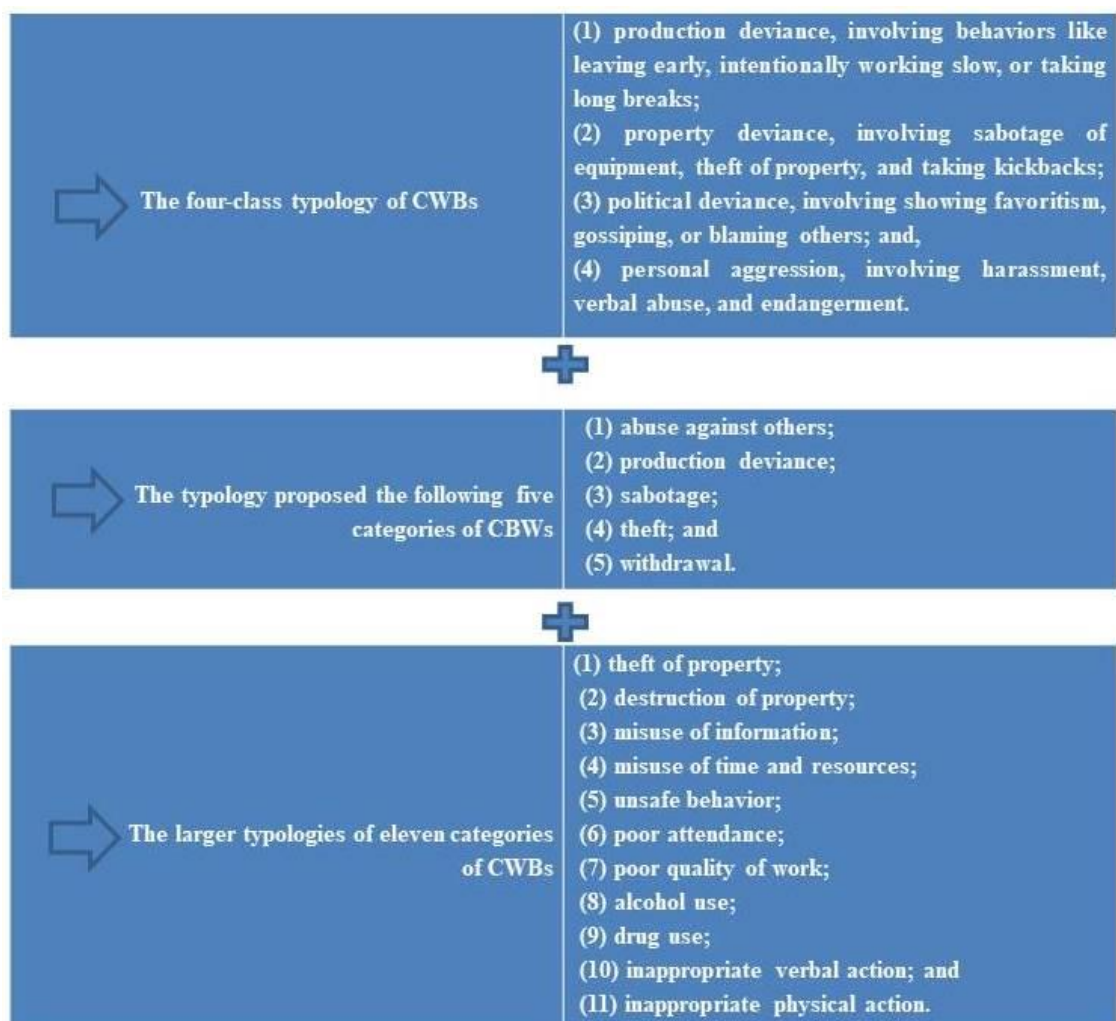 The four-class typology of CWBs
(1) production deviance, involving behaviors like
leaving early, intentionally working slow, or taking
long breaks;
(2) property deviance, involving sabotage of
equipment, theft of property, and taking kickbacks;
(3) political deviance, involving showing favoritism,
gossiping, or blaming others; and,
(4) personal aggression, involving harassment,
verbal abuse, and endangerment.
The typology proposed the following five
categories of CBWs
(1) abuse against others;
(2) production deviance;
(3) sabotage;
(4) theft; and
(5) withdrawal.
The larger typologies of eleven categories
of CWBs
(1) theft of property;
(2) destruction of property;
(3) misuse of information;
(4) misuse of time and resources;
(5) unsafe behavior;
(6) poor attendance;
(7) poor quality of work;
(8) alcohol use;
(9) drug use;
(10) inappropriate verbal action; and
(11) inappropriate physical action.